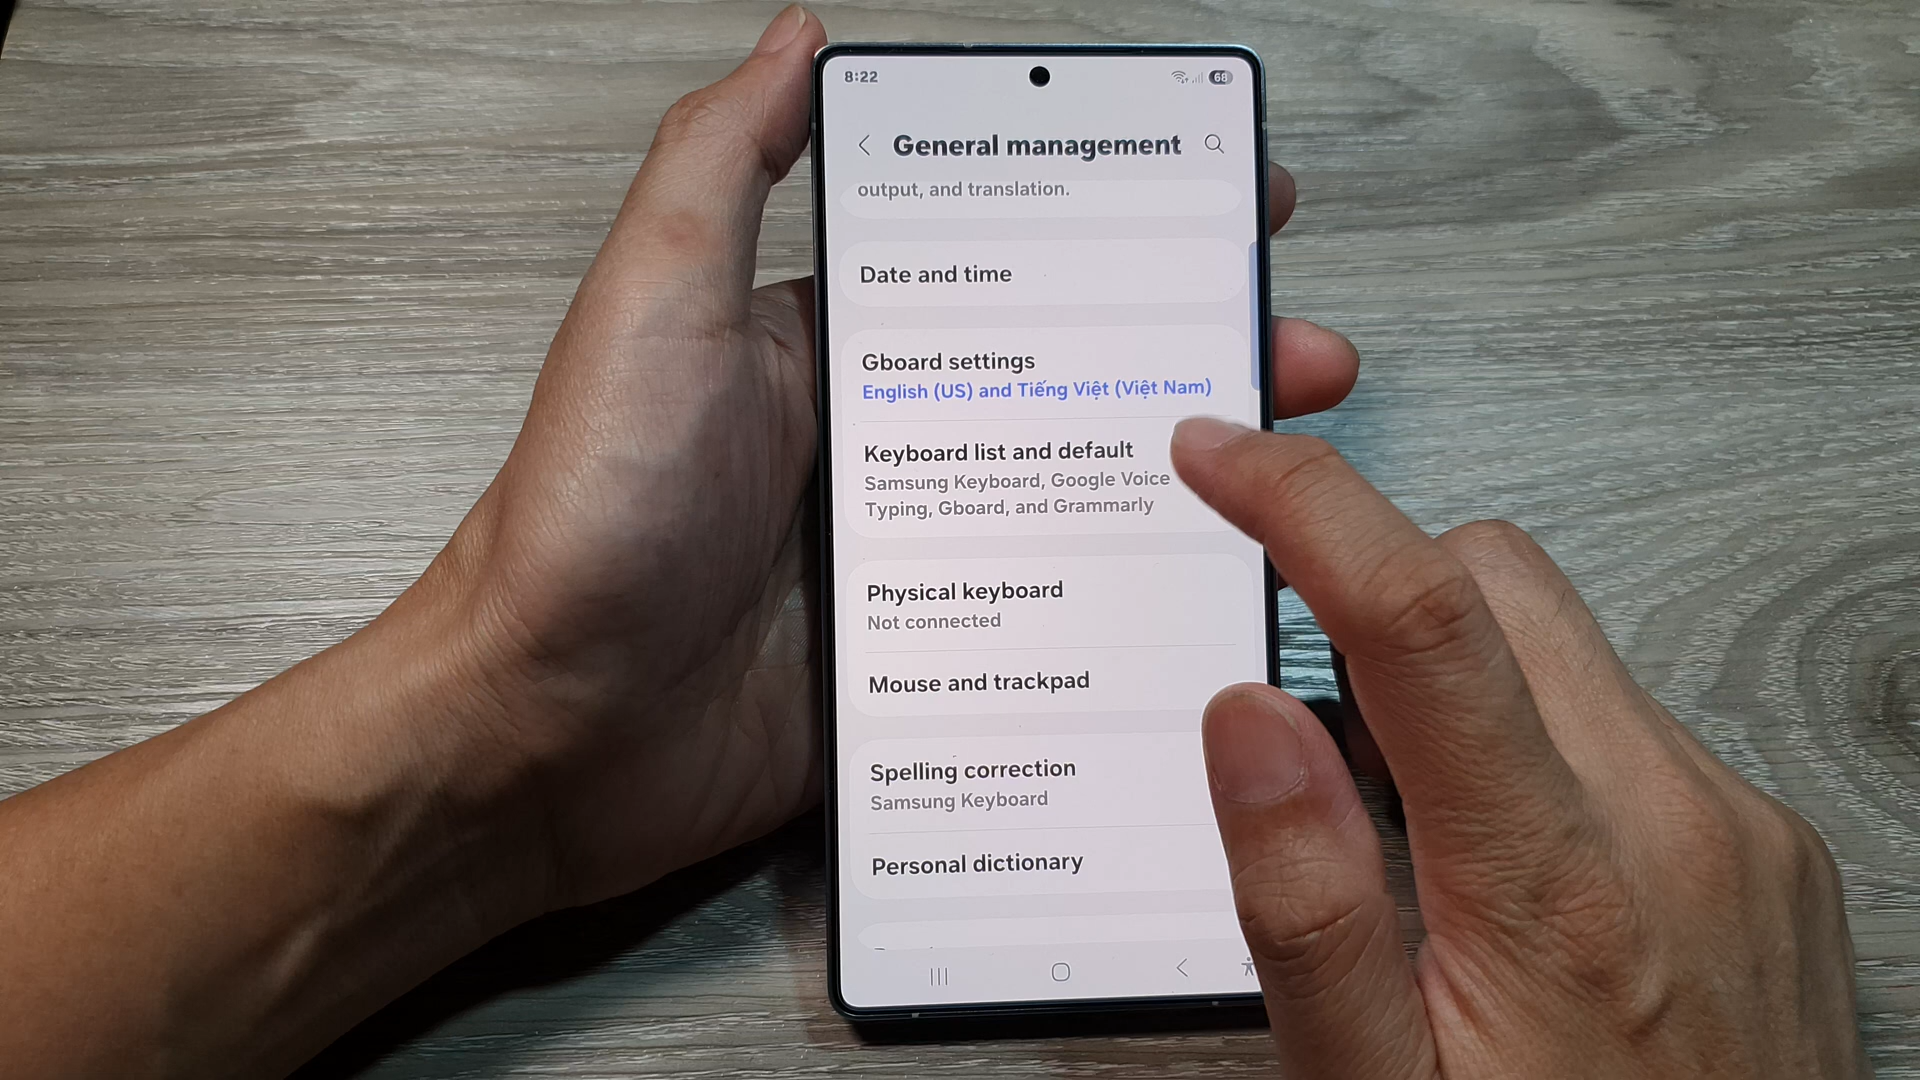 8:22
68
General management
output, and translation.
Date and time
Gboard settings
English (US) and Tiếng Việt (Việt Nam)
Keyboard list and default
Samsung Keyboard, Google Voice
Typing, Gboard, and Grammarly
Physical keyboard
Not connected
Mouse and trackpad
Spelling correction
Samsung Keyboard
Personal dictionary